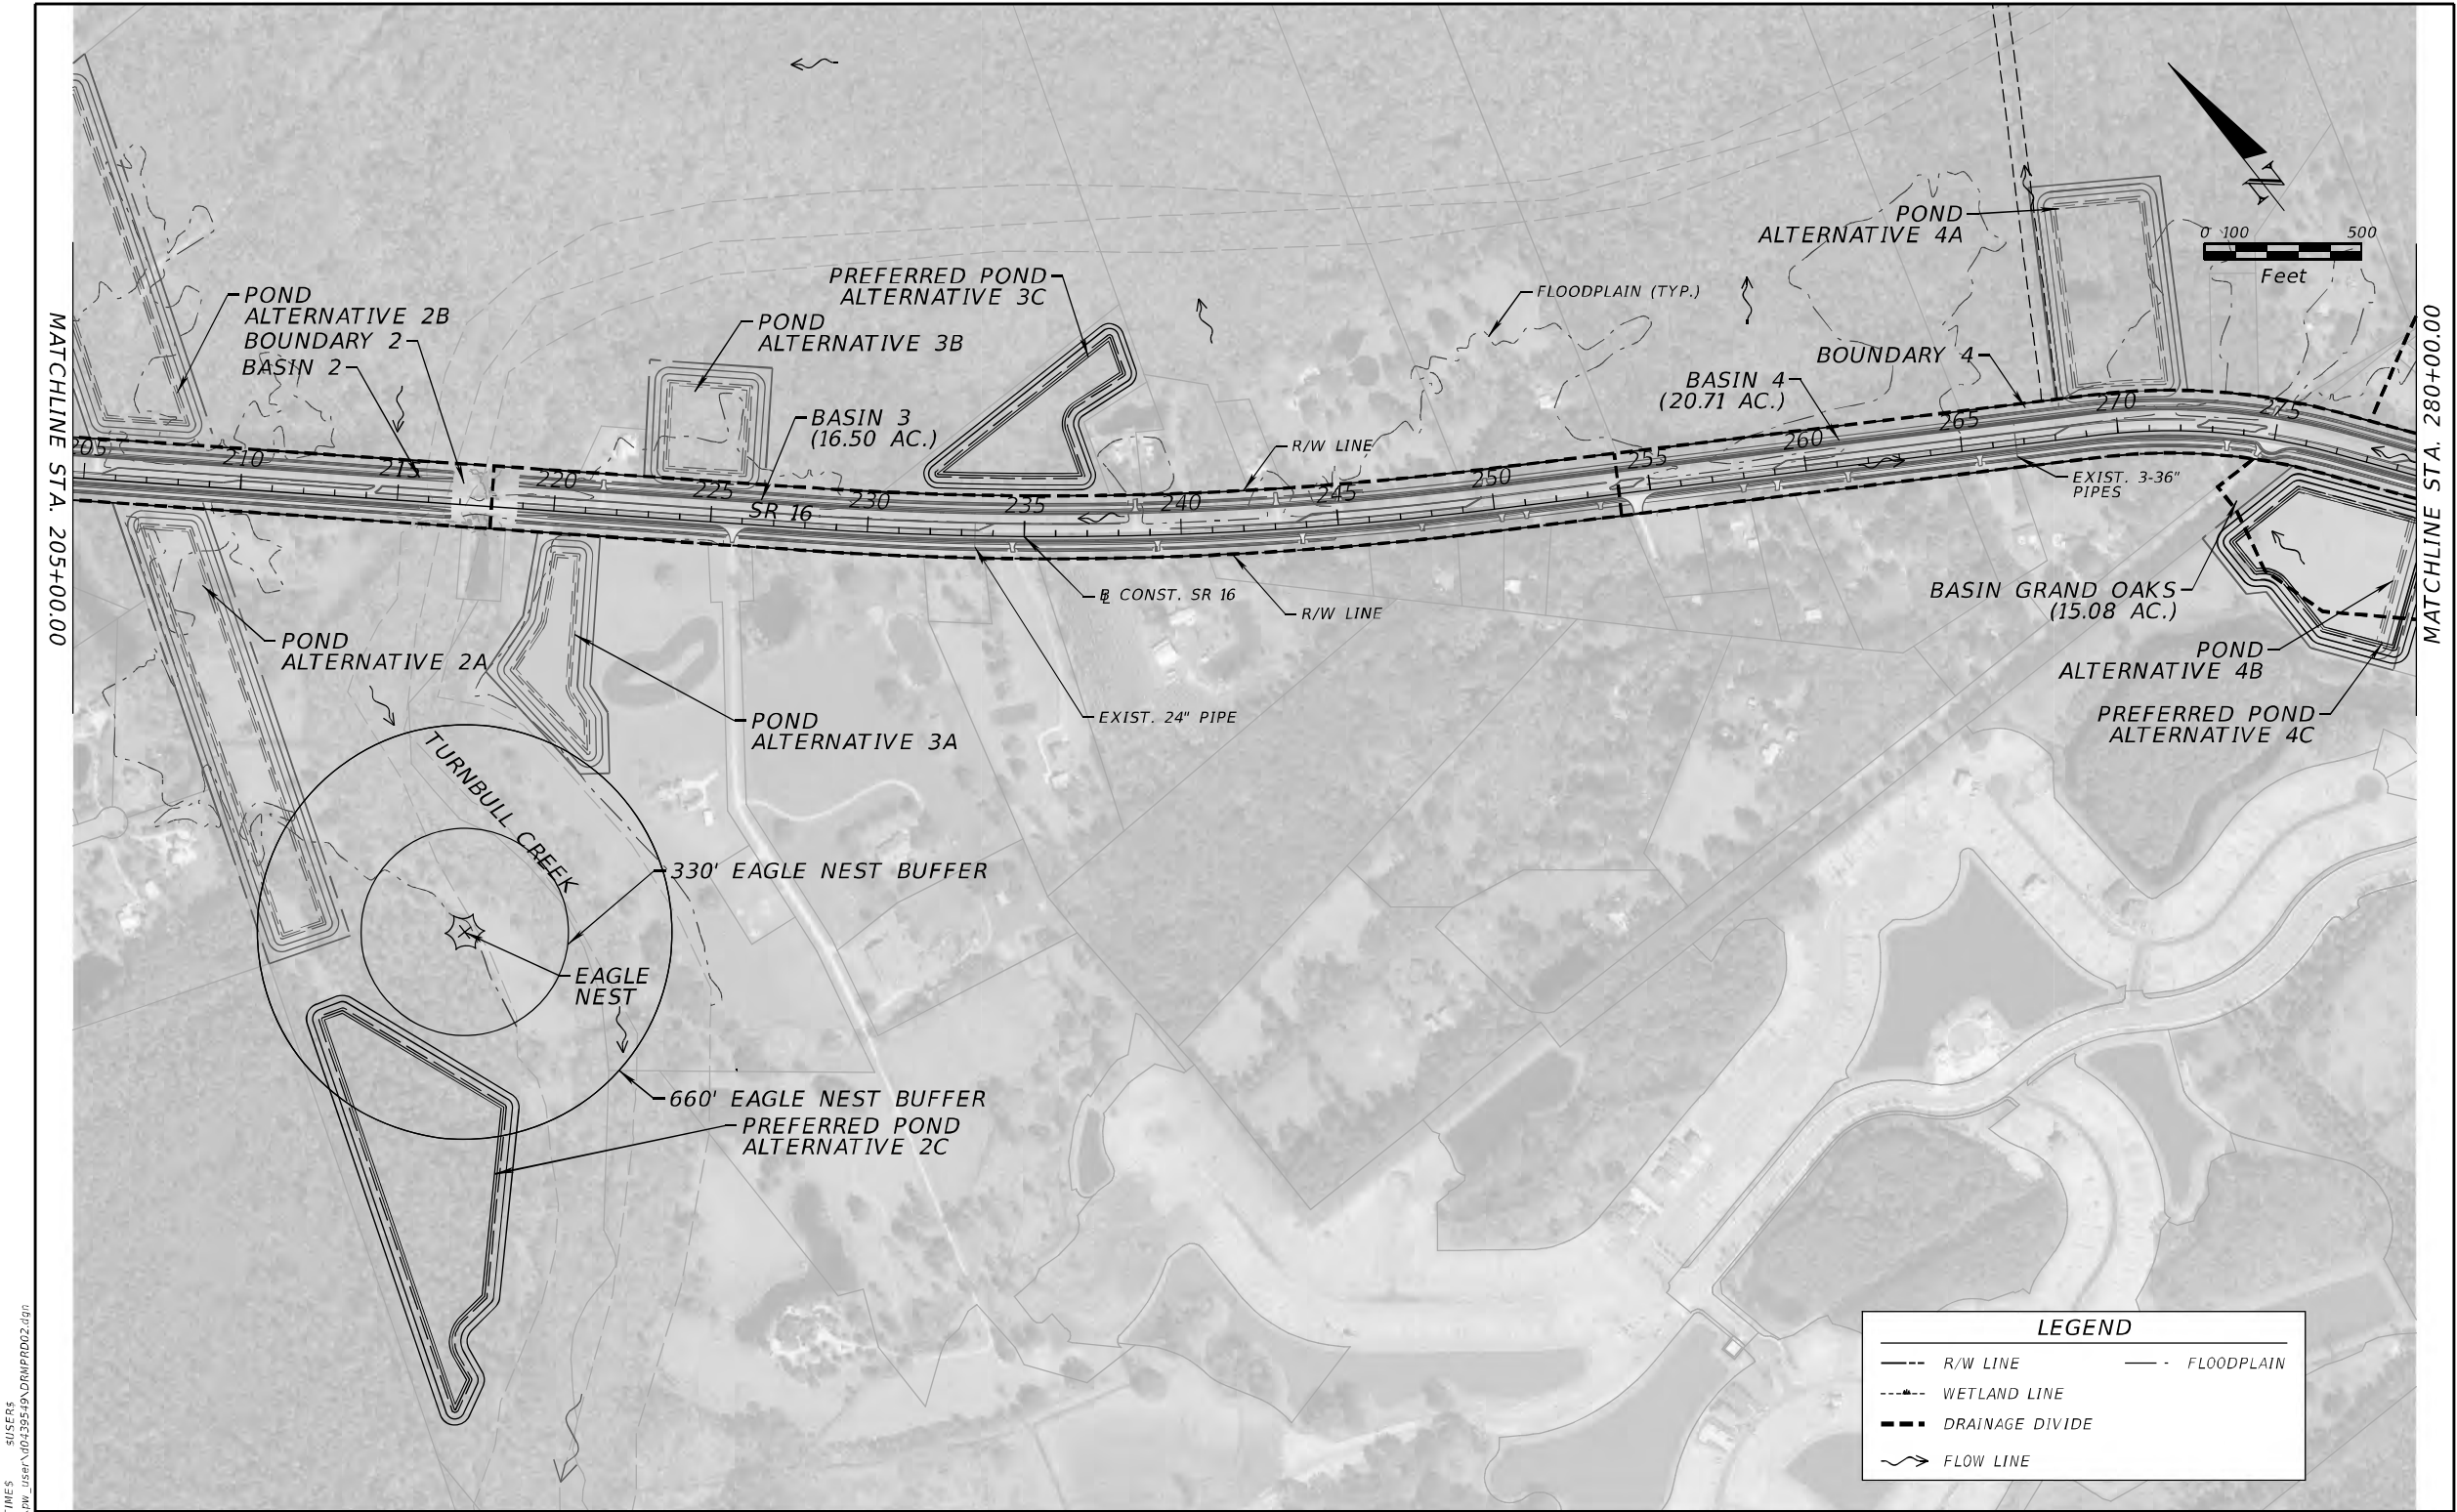 N
0 100 500
Feet
POND
ALTERNATIVE 4A
PREFERRED POND
ALTERNATIVE 3C
POND
ALTERNATIVE 2B
BOUNDARY 2
BASIN 2
POND
ALTERNATIVE 3B
FLOODPLAIN (TYP.)
BOUNDARY 4
BASIN 4
(20.71 AC.)
BASIN 3
(16.50 AC.)
R/W LINE
MATCHLINE STA. 205+00.00
MATCHLINE STA. 280+00.00
205
210
215
220
225
230
235
240
245
250
255
260
265
270
275
SR 16
EXIST. 3-36"
PIPES
BL CONST. SR 16
R/W LINE
BASIN GRAND OAKS
(15.08 AC.)
POND
ALTERNATIVE 2A
POND
ALTERNATIVE 4B
PREFERRED POND
ALTERNATIVE 4C
POND
ALTERNATIVE 3A
EXIST. 24" PIPE
TURNBULL CREEK
330' EAGLE NEST BUFFER
EAGLE
NEST
660' EAGLE NEST BUFFER
PREFERRED POND
ALTERNATIVE 2C
LEGEND
R/W LINE
FLOODPLAIN
WETLAND LINE
DRAINAGE DIVIDE
FLOW LINE
$USER$
pw_user\d0439549\DRMPRD02.dgn